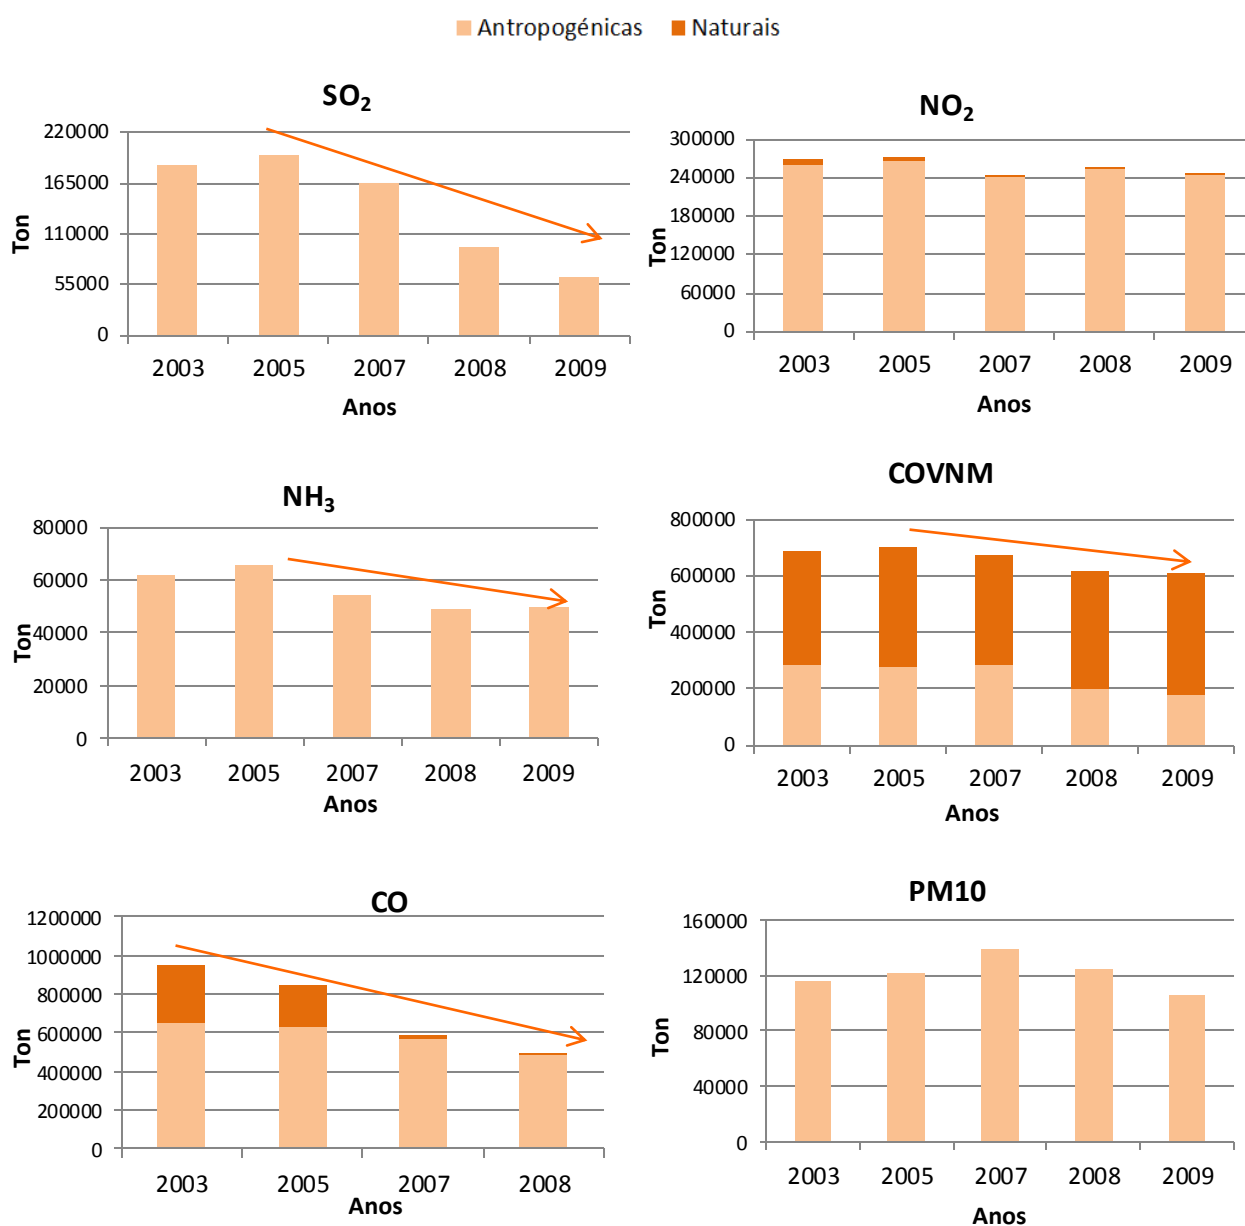 Antropogénicas Naturais
SO2
220000
165000
110000
55000
0
Ton
2003 2005 2007 2008 2009
Anos
NO2
300000
240000
180000
120000
60000
0
Ton
2003 2005 2007 2008 2009
Anos
NH3
80000
60000
40000
20000
0
Ton
2003 2005 2007 2008 2009
Anos
COVNM
800000
600000
400000
200000
0
Ton
2003 2005 2007 2008 2009
Anos
CO
1200000
1000000
800000
600000
400000
200000
0
Ton
2003 2005 2007 2008
Anos
PM10
160000
120000
80000
40000
0
Ton
2003 2005 2007 2008 2009
Anos